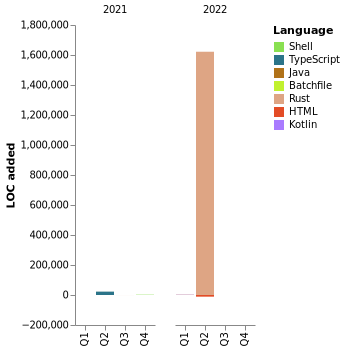 2021 2022
Language
Shell
TypeScript
Java
Batchfile
Rust
HTML
Kotlin
LOC added
1,800,000
1,600,000
1,400,000
1,200,000
1,000,000
800,000
600,000
400,000
200,000
0
−200,000
Q1 Q2 Q3 Q4 Q1 Q2 Q3 Q4